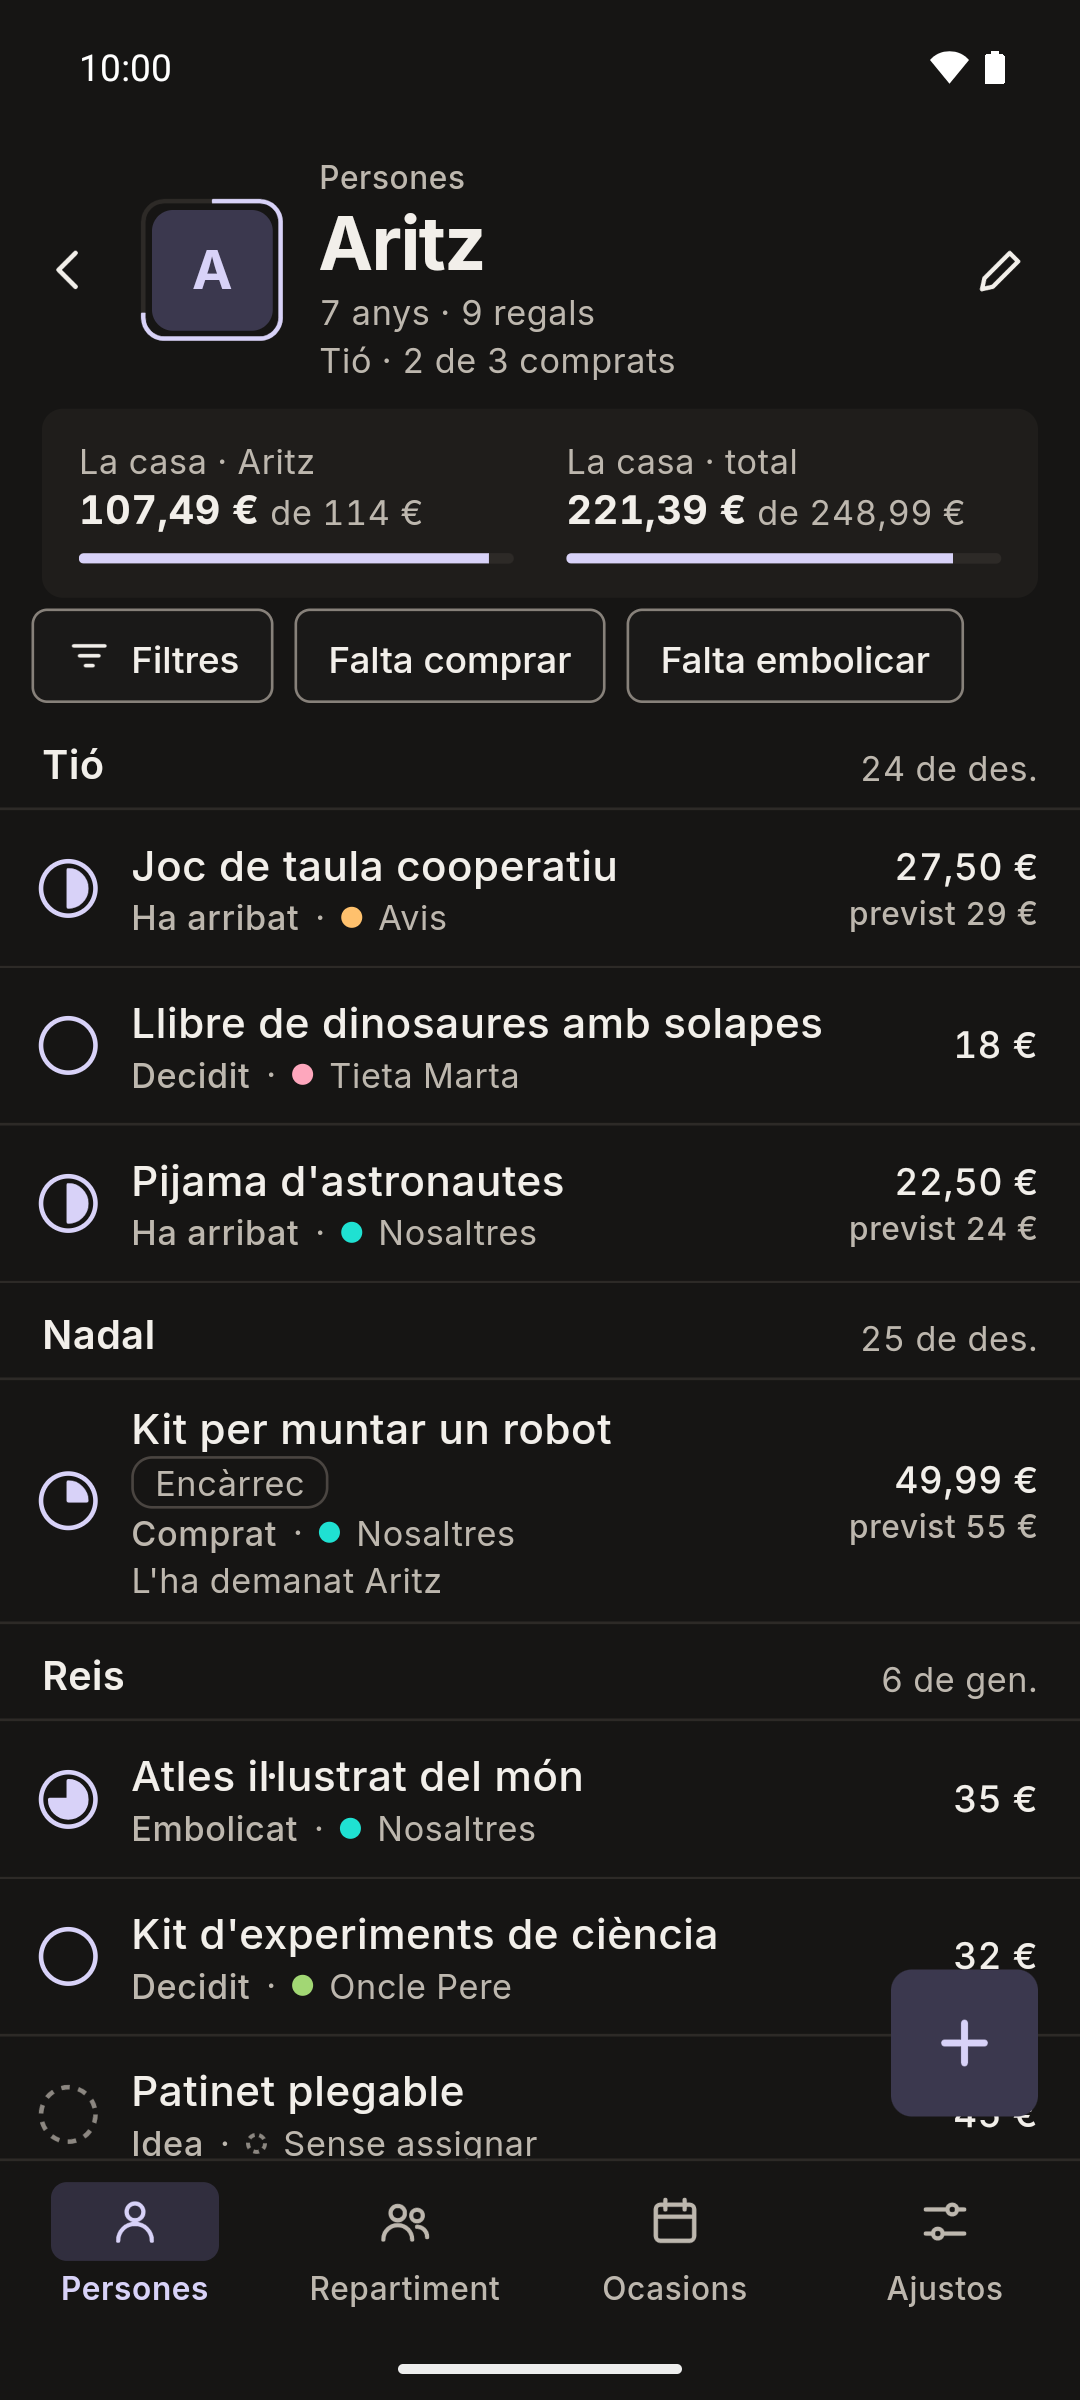 10:00
Persones
Aritz
A
7 anys · 9 regals
Tió · 2 de 3 comprats
La casa · Aritz
107,49 € de 114 €
La casa · total
221,39 € de 248,99 €
Filtres
Falta comprar
Falta embolicar
Tió
24 de des.
Joc de taula cooperatiu
27,50 €
Ha arribat · Avis
previst 29 €
Llibre de dinosaures amb solapes
18 €
Decidit · Tieta Marta
Pijama d'astronautes
22,50 €
Ha arribat · Nosaltres
previst 24 €
Nadal
25 de des.
Kit per muntar un robot
Encàrrec
49,99 €
Comprat · Nosaltres
previst 55 €
L'ha demanat Aritz
Reis
6 de gen.
Atles il·lustrat del món
35 €
Embolicat · Nosaltres
Kit d'experiments de ciència
32 €
Decidit · Oncle Pere
Patinet plegable
Idea · Sense assignar
Persones
Repartiment
Ocasions
Ajustos